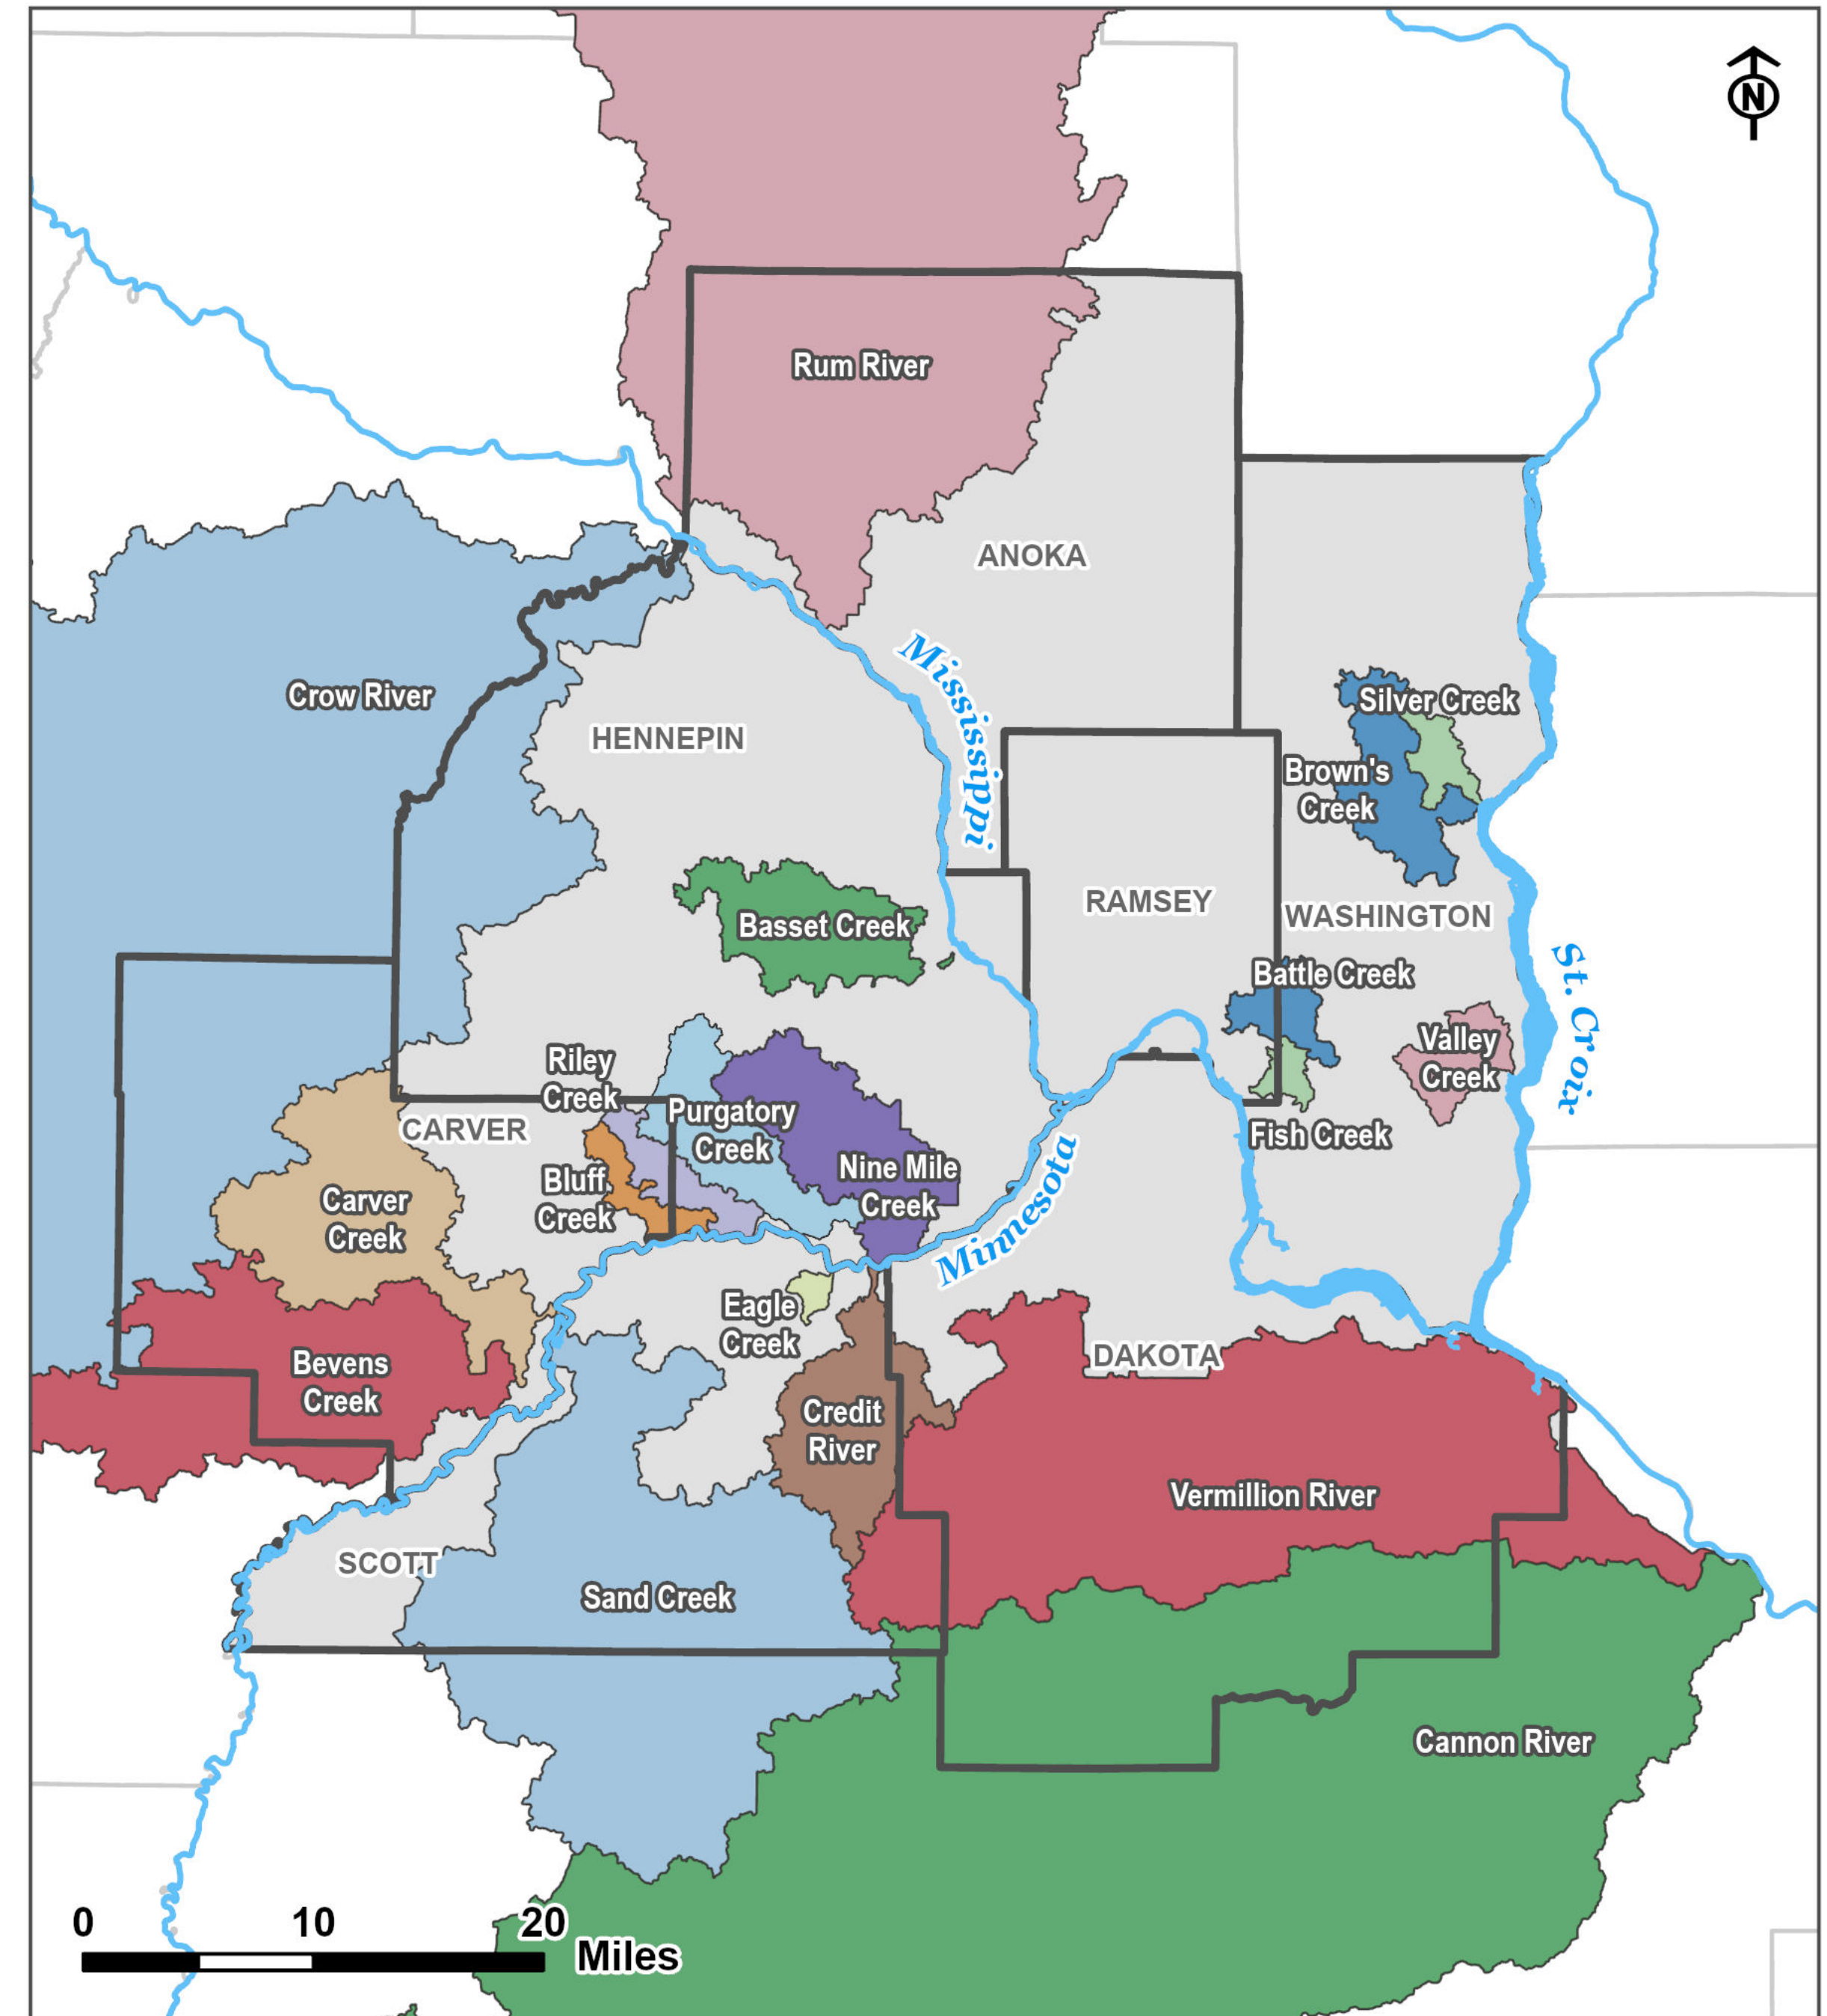 N
Rum River
ANOKA
Mississippi
Crow River
HENNEPIN
Silver Creek
Brown's
Creek
RAMSEY
WASHINGTON
Basset Creek
Battle Creek
St. Croix
Riley
Creek
Valley
Creek
CARVER
Purgatory
Creek
Fish Creek
Nine Mile
Creek
Minnesota
Bluff
Creek
Carver
Creek
Eagle
Creek
DAKOTA
Bevens
Creek
Credit
River
Vermillion River
SCOTT
Sand Creek
Cannon River
0 10 20
Miles